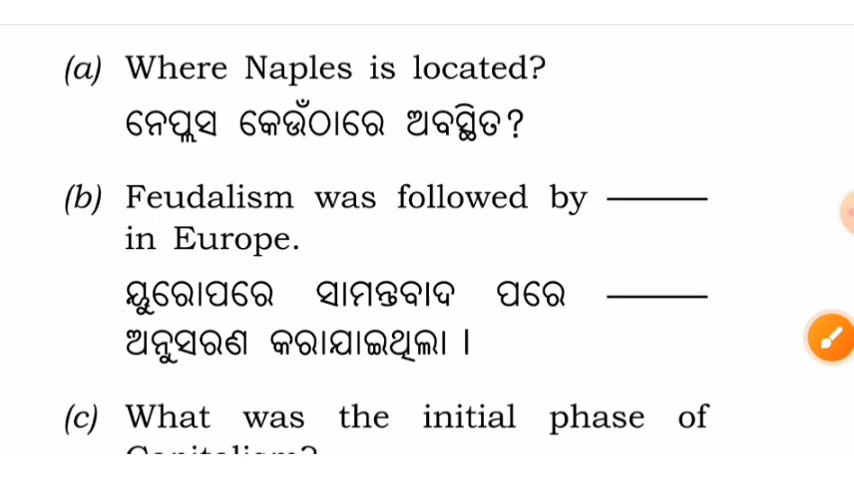 (a) Where Naples is located?
ନେପ୍ଲସ କେଉଁଠାରେ ଅବସ୍ଥିତ?
(b) Feudalism was followed by ———
in Europe.
ୟୁରୋପରେ ସାମନ୍ତବାଦ ପରେ ———
ଅନୁସରଣ କରାଯାଇଥିଲା ।
(c) What was the initial phase of